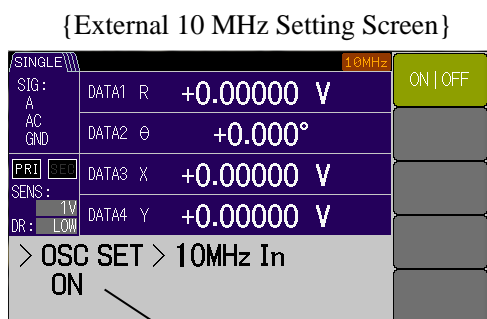 {External 10 MHz Setting Screen}
SINGLE
10MHz
ON|OFF
SIG:
A
AC
GND
DATA1 R +0.00000 V
DATA2 θ +0.000°
PRI SEC
SENS:
1V
DR: LOW
DATA3 X +0.00000 V
DATA4 Y +0.00000 V
> OSC SET > 10MHz In
ON